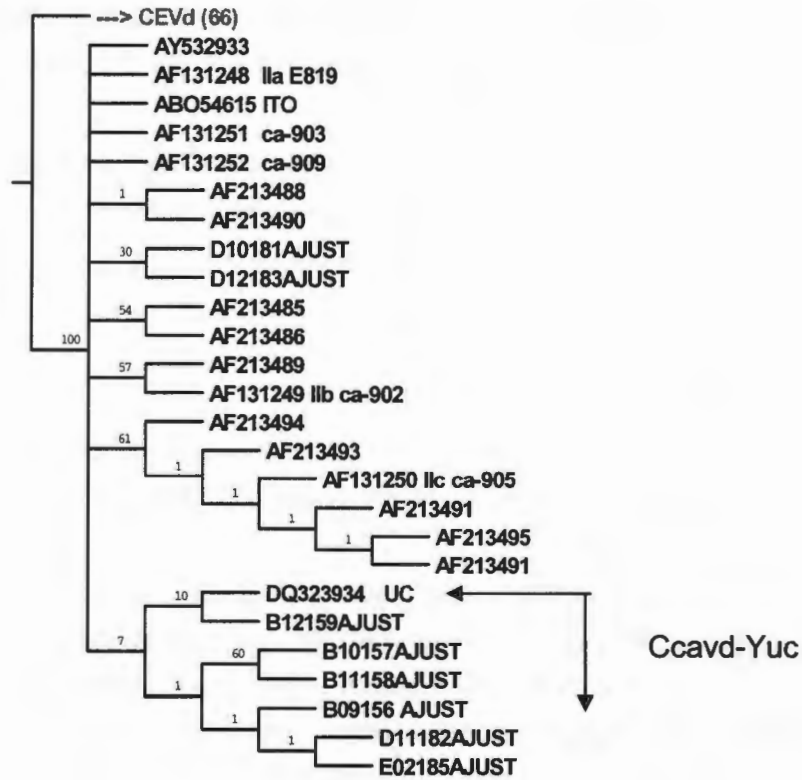 ---> CEVd (66)
AY532933
AF131248 IIa E819
ABO54615 ITO
AF131251 ca-903
AF131252 ca-909
1
AF213488
AF213490
30
D10181AJUST
D12183AJUST
54
AF213485
AF213486
100
57
AF213489
AF131249 IIb ca-902
61
AF213494
1
AF213493
1
AF131250 IIc ca-905
1
AF213491
1
AF213495
AF213491
7
10
DQ323934 UC
B12159AJUST
1
60
B10157AJUST
B11158AJUST
1
B09156 AJUST
1
D11182AJUST
E02185AJUST
Ccavd-Yuc